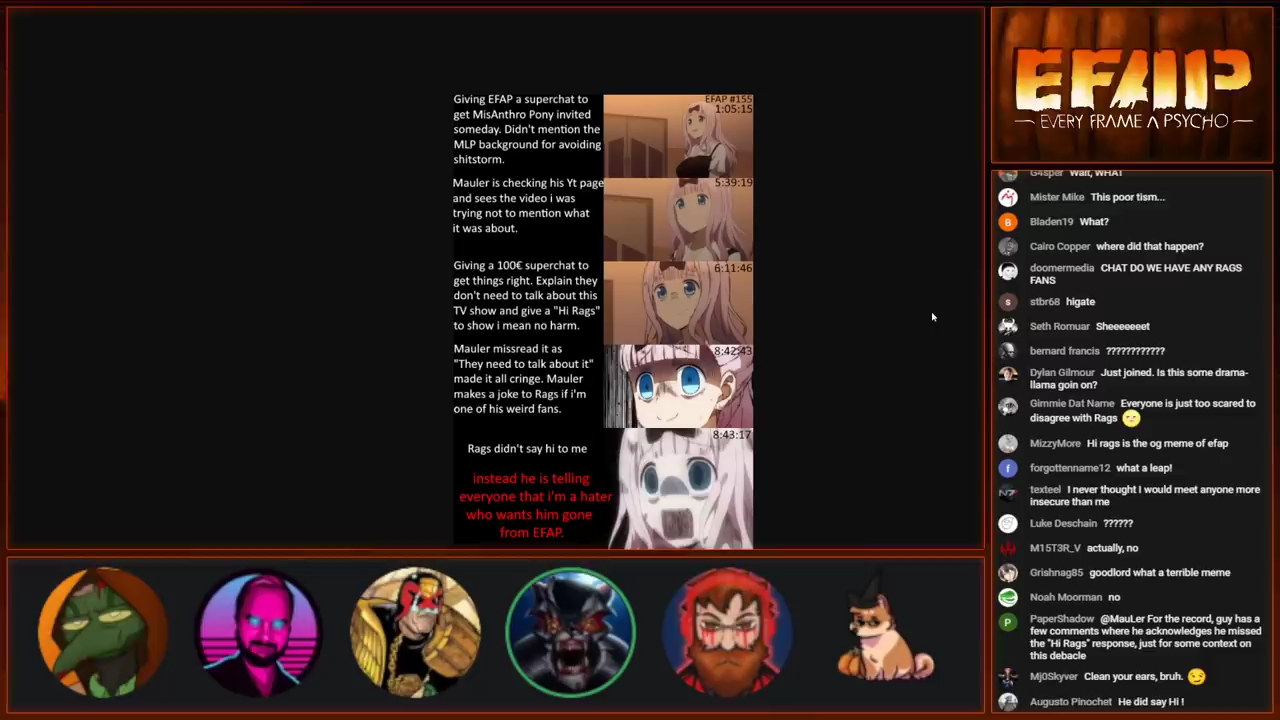 Giving EFAP a superchat to
get MisAnthro Pony invited
someday. Didn't mention the
MLP background for avoiding
shitstorm.
EFAP #155
1:05:15
Mauler is checking his Yt page
and sees the video i was
trying not to mention what
it was about.
5:39:19
Giving a 100€ superchat to
get things right. Explain they
don't need to talk about this
TV show and give a "Hi Rags"
to show i mean no harm.
6:11:46
Mauler missread it as
"They need to talk about it"
made it all cringe. Mauler
makes a joke to Rags if i'm
one of his weird fans.
8:42:43
Rags didn't say hi to me
8:43:17
instead he is telling
everyone that i'm a hater
who wants him gone
from EFAP.
EFAP
EVERY FRAME A PSYCHO
G4sper Wait, WHAT
Mister Mike This poor tism...
Bladen19 What?
Cairo Copper where did that happen?
doomermedia CHAT DO WE HAVE ANY RAGS
FANS
stbr68 higate
Seth Romuar Sheeeeeeet
bernard francis ????????????
Dylan Gilmour Just joined. Is this some drama-
llama goin on?
Gimmie Dat Name Everyone is just too scared to
disagree with Rags
MizzyMore Hi rags is the og meme of efap
forgottenname12 what a leap!
texteel I never thought I would meet anyone more
insecure than me
Luke Deschain ??????
M15T3R_V actually, no
Grishnag85 goodlord what a terrible meme
Noah Moorman no
PaperShadow @MauLer For the record, guy has a
few comments where he acknowledges he missed
the "Hi Rags" response, just for some context on
this debacle
Mj0Skyver Clean your ears, bruh.
Augusto Pinochet He did say Hi !